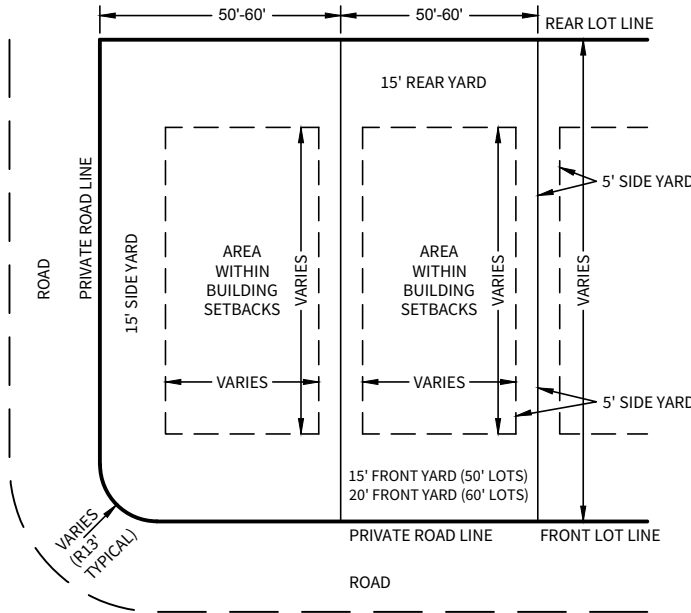 50'-60'
50'-60'
REAR LOT LINE
15' REAR YARD
5' SIDE YARD
ROAD
PRIVATE ROAD LINE
15' SIDE YARD
AREA
WITHIN
BUILDING
SETBACKS
VARIES
AREA
WITHIN
BUILDING
SETBACKS
VARIES
VARIES
VARIES
VARIES
5' SIDE YARD
15' FRONT YARD (50' LOTS)
20' FRONT YARD (60' LOTS)
VARIES
(R13'
TYPICAL)
PRIVATE ROAD LINE
FRONT LOT LINE
ROAD